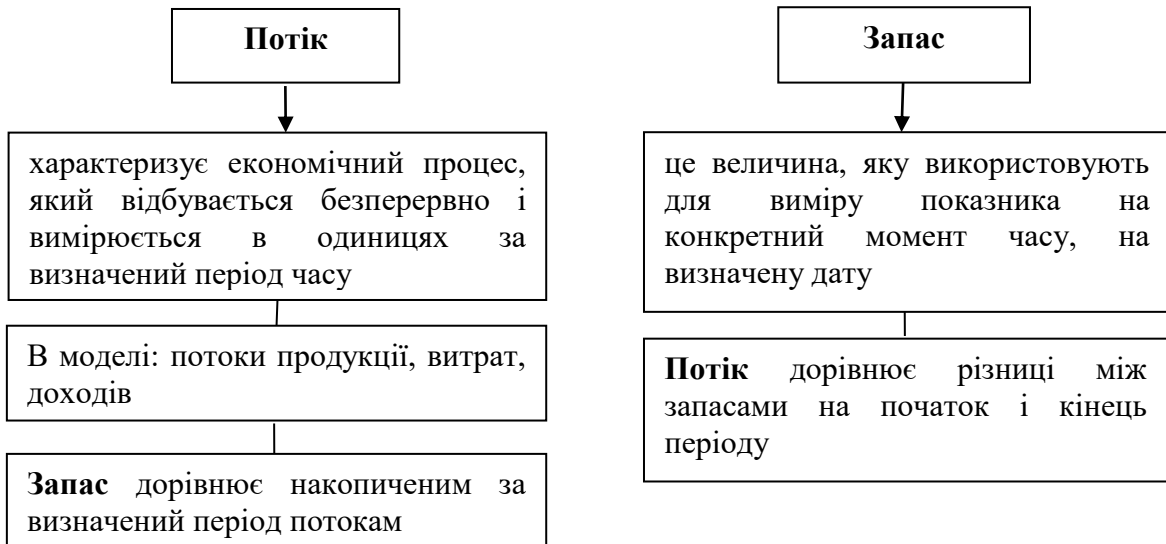 Потік
характеризує економічний процес,
який відбувається безперервно і
вимірюється в одиницях за
визначений період часу
В моделі: потоки продукції, витрат,
доходів
Запас дорівнює накопиченим за
визначений період потокам
Запас
це величина, яку використовують
для виміру показника на
конкретний момент часу, на
визначену дату
Потік дорівнює різниці між
запасами на початок і кінець
періоду